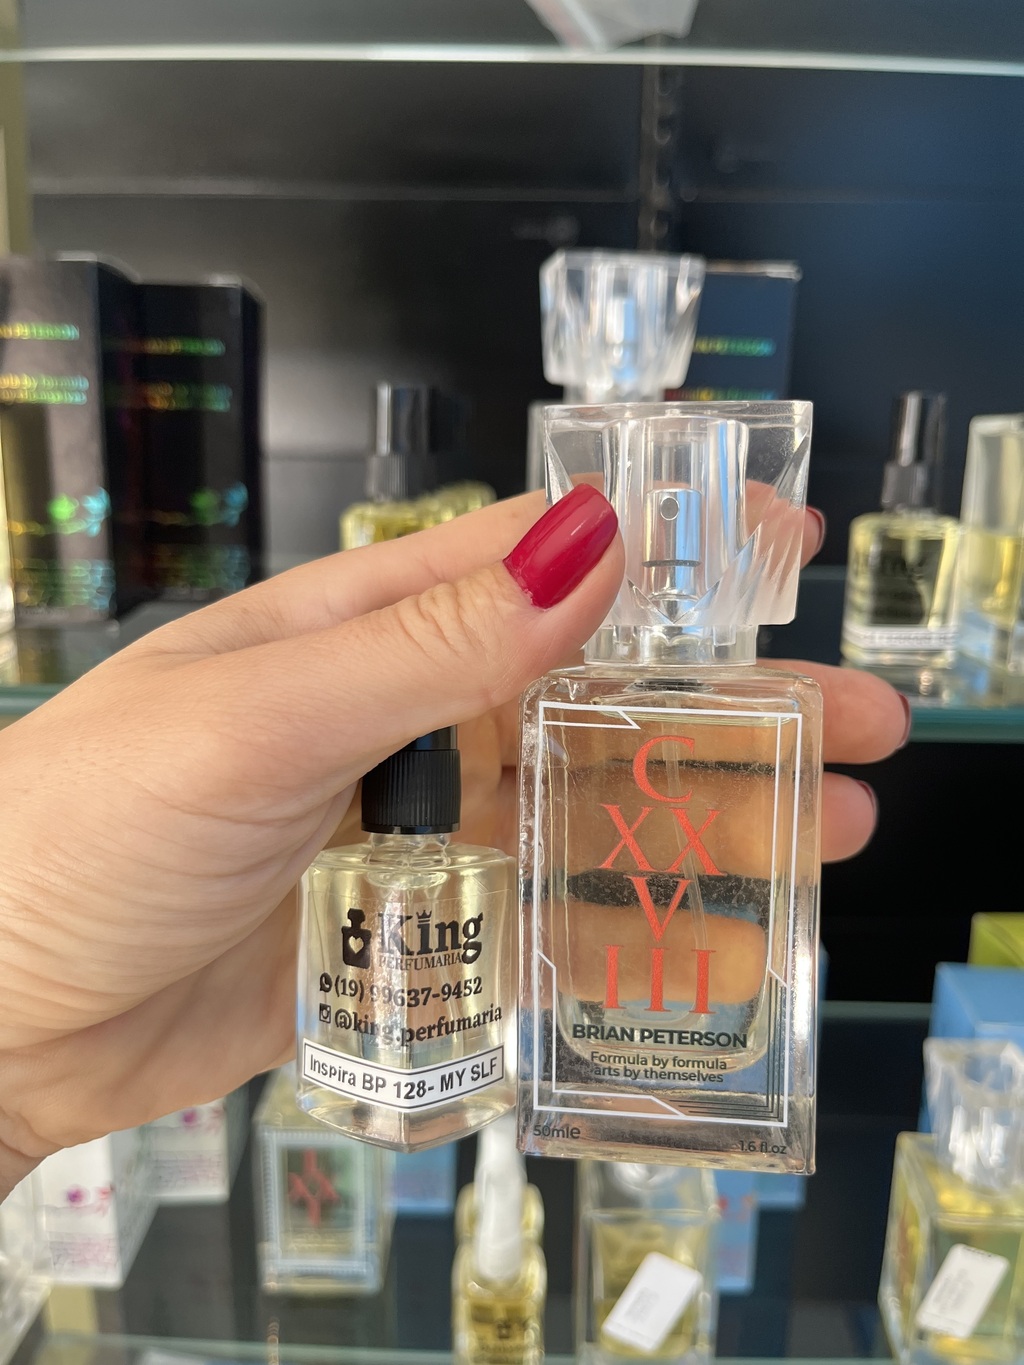 King
PERFUMARIA
(19) 99637-9452
@king.perfumaria
Inspira BP 128- MY SLF
C
XX
V
III
BRIAN PETERSON
Formula by formula
arts by themselves
50mle
1.6 fl.oz